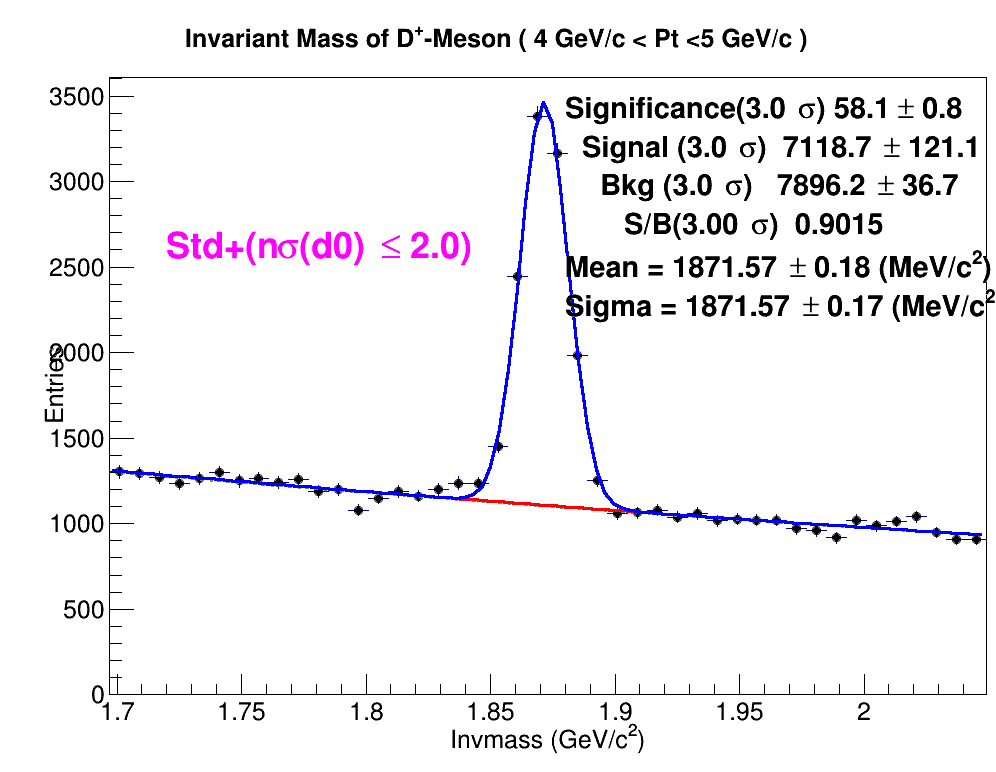 Invariant Mass of D⁺-Meson ( 4 GeV/c < Pt <5 GeV/c )
Significance(3.0 σ) 58.1 ± 0.8
Signal (3.0 σ) 7118.7 ± 121.1
Bkg (3.0 σ) 7896.2 ± 36.7
S/B(3.00 σ) 0.9015
Mean = 1871.57 ± 0.18 (MeV/c²)
Sigma = 1871.57 ± 0.17 (MeV/c²
Std+(nσ(d0) ≤ 2.0)
Entries
3500
3000
2500
2000
1500
1000
500
0
1.7 1.75 1.8 1.85 1.9 1.95 2
Invmass (GeV/c²)